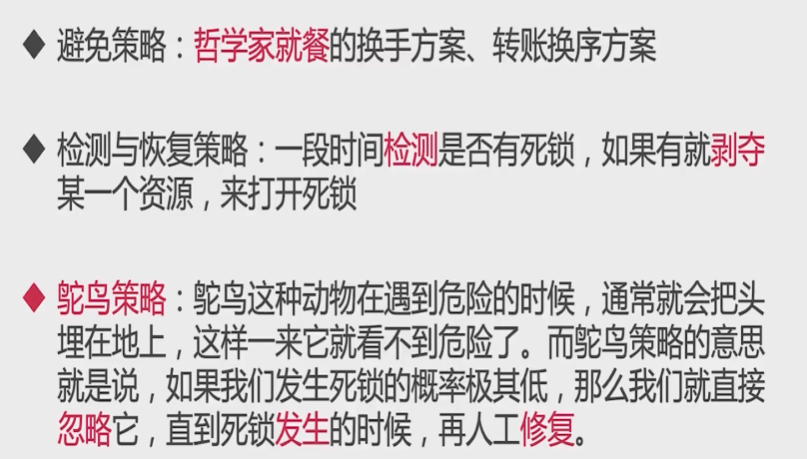 避免策略：哲学家就餐的换手方案、转账换序方案
检测与恢复策略：一段时间检测是否有死锁，如果有就剥夺
某一个资源，来打开死锁
鸵鸟策略：鸵鸟这种动物在遇到危险的时候，通常就会把头
埋在地上，这样一来它就看不到危险了。而鸵鸟策略的意思
就是说，如果我们发生死锁的概率极其低，那么我们就直接
忽略它，直到死锁发生的时候，再人工修复。